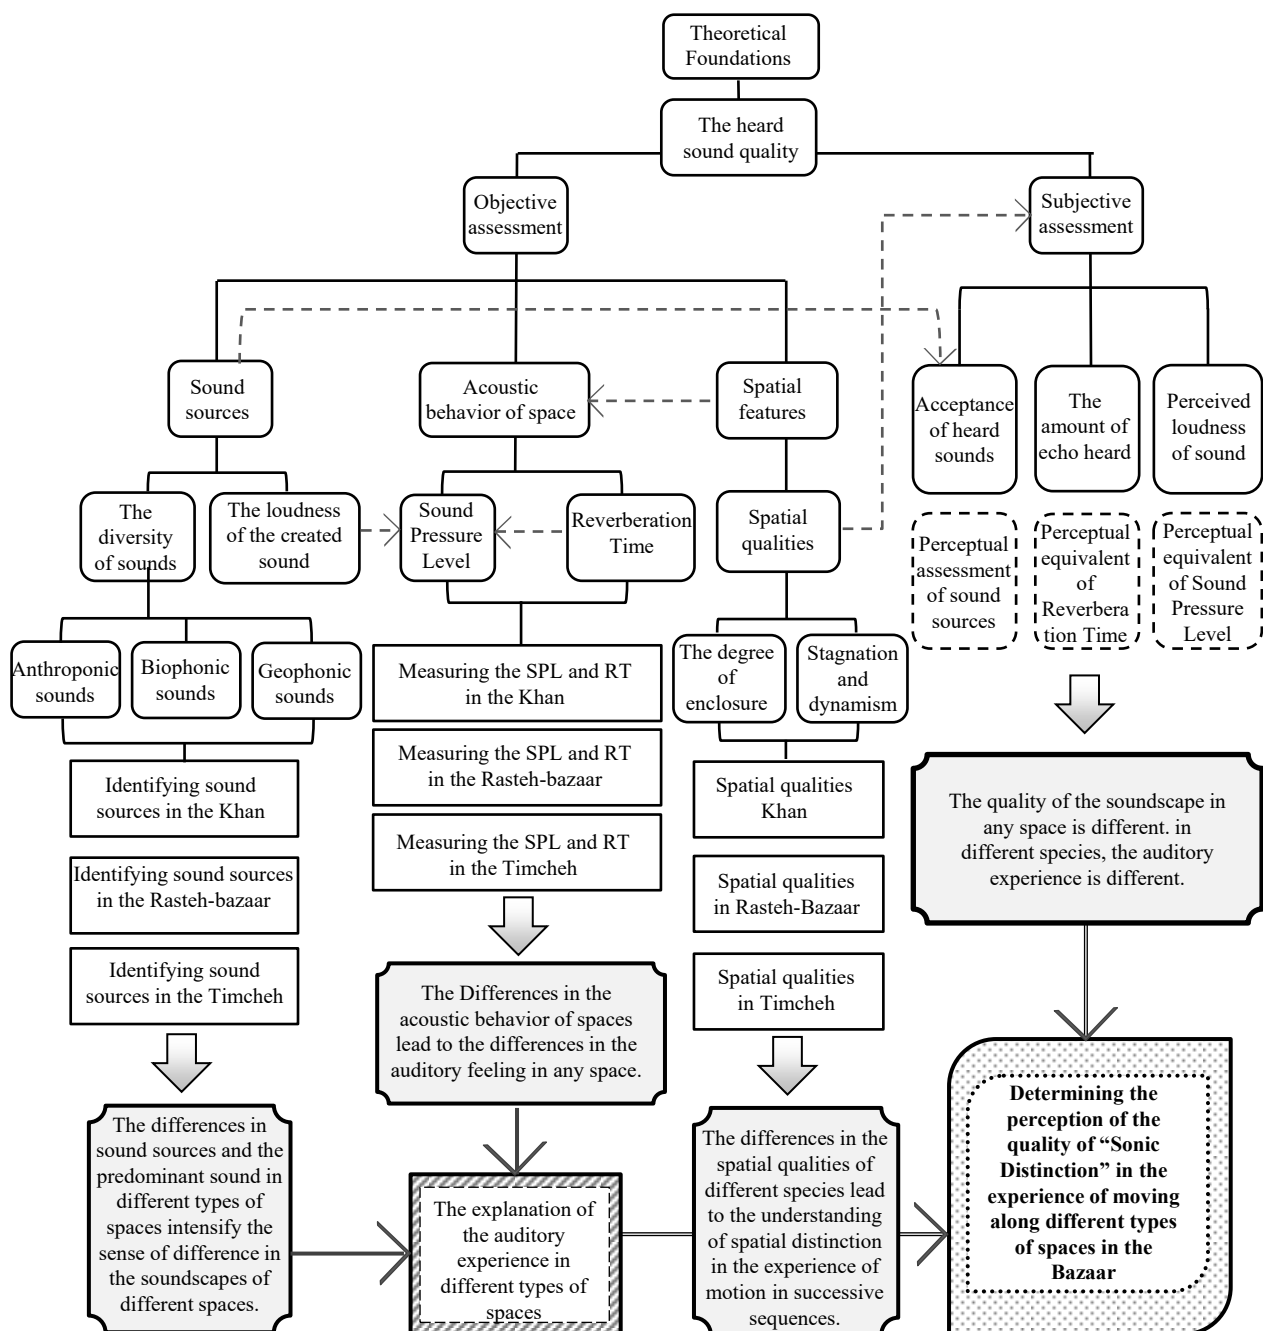 Theoretical
Foundations
The heard
sound quality
Objective
assessment
Subjective
assessment
Sound
sources
Acoustic
behavior of space
Spatial
features
Acceptance
of heard
sounds
The
amount of
echo heard
Perceived
loudness
of sound
The
diversity
of sounds
The loudness
of the created
sound
Sound
Pressure
Level
Reverberation
Time
Spatial
qualities
Perceptual
assessment
of sound
sources
Perceptual
equivalent
of
Reverbera
tion Time
Perceptual
equivalent
of Sound
Pressure
Level
Anthroponic
sounds
Biophonic
sounds
Geophonic
sounds
Measuring the SPL and RT
in the Khan
Measuring the SPL and RT
in the Rasteh-bazaar
Measuring the SPL and RT
in the Timcheh
The degree
of
enclosure
Stagnation
and
dynamism
Identifying sound
sources in the Khan
Identifying sound sources
in the Rasteh-bazaar
Identifying sound
sources in the Timcheh
Spatial qualities
Khan
Spatial qualities
in Rasteh-Bazaar
Spatial qualities
in Timcheh
The quality of the soundscape in
any space is different. in
different species, the auditory
experience is different.
The Differences in the
acoustic behavior of spaces
lead to the differences in the
auditory feeling in any space.
The differences in
sound sources and the
predominant sound in
different types of
spaces intensify the
sense of difference in
the soundscapes of
different spaces.
The explanation of
the auditory
experience in
different types of
spaces
The differences in the
spatial qualities of
different species lead
to the understanding
of spatial distinction
in the experience of
motion in successive
sequences.
Determining the
perception of the
quality of “Sonic
Distinction” in the
experience of moving
along different types
of spaces in the
Bazaar